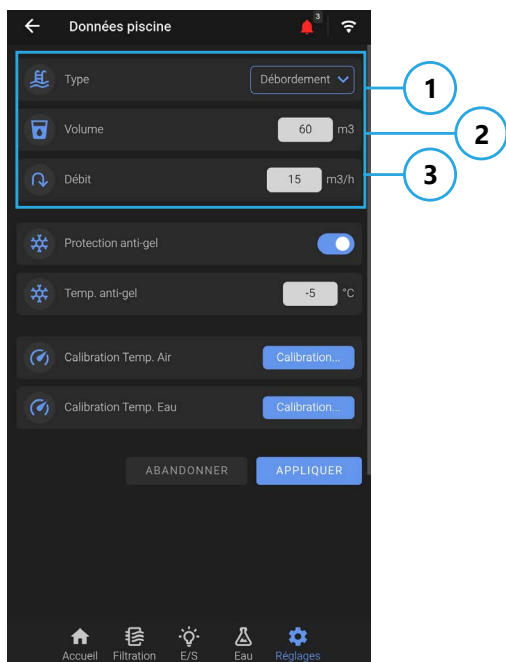 Données piscine 3
Type Débordement 1
Volume 60 m3 2
Débit 15 m3/h 3
Protection anti-gel
Temp. anti-gel -5 °C
Calibration Temp. Air Calibration...
Calibration Temp. Eau Calibration...
ABANDONNER APPLIQUER
Accueil Filtration E/S Eau Réglages